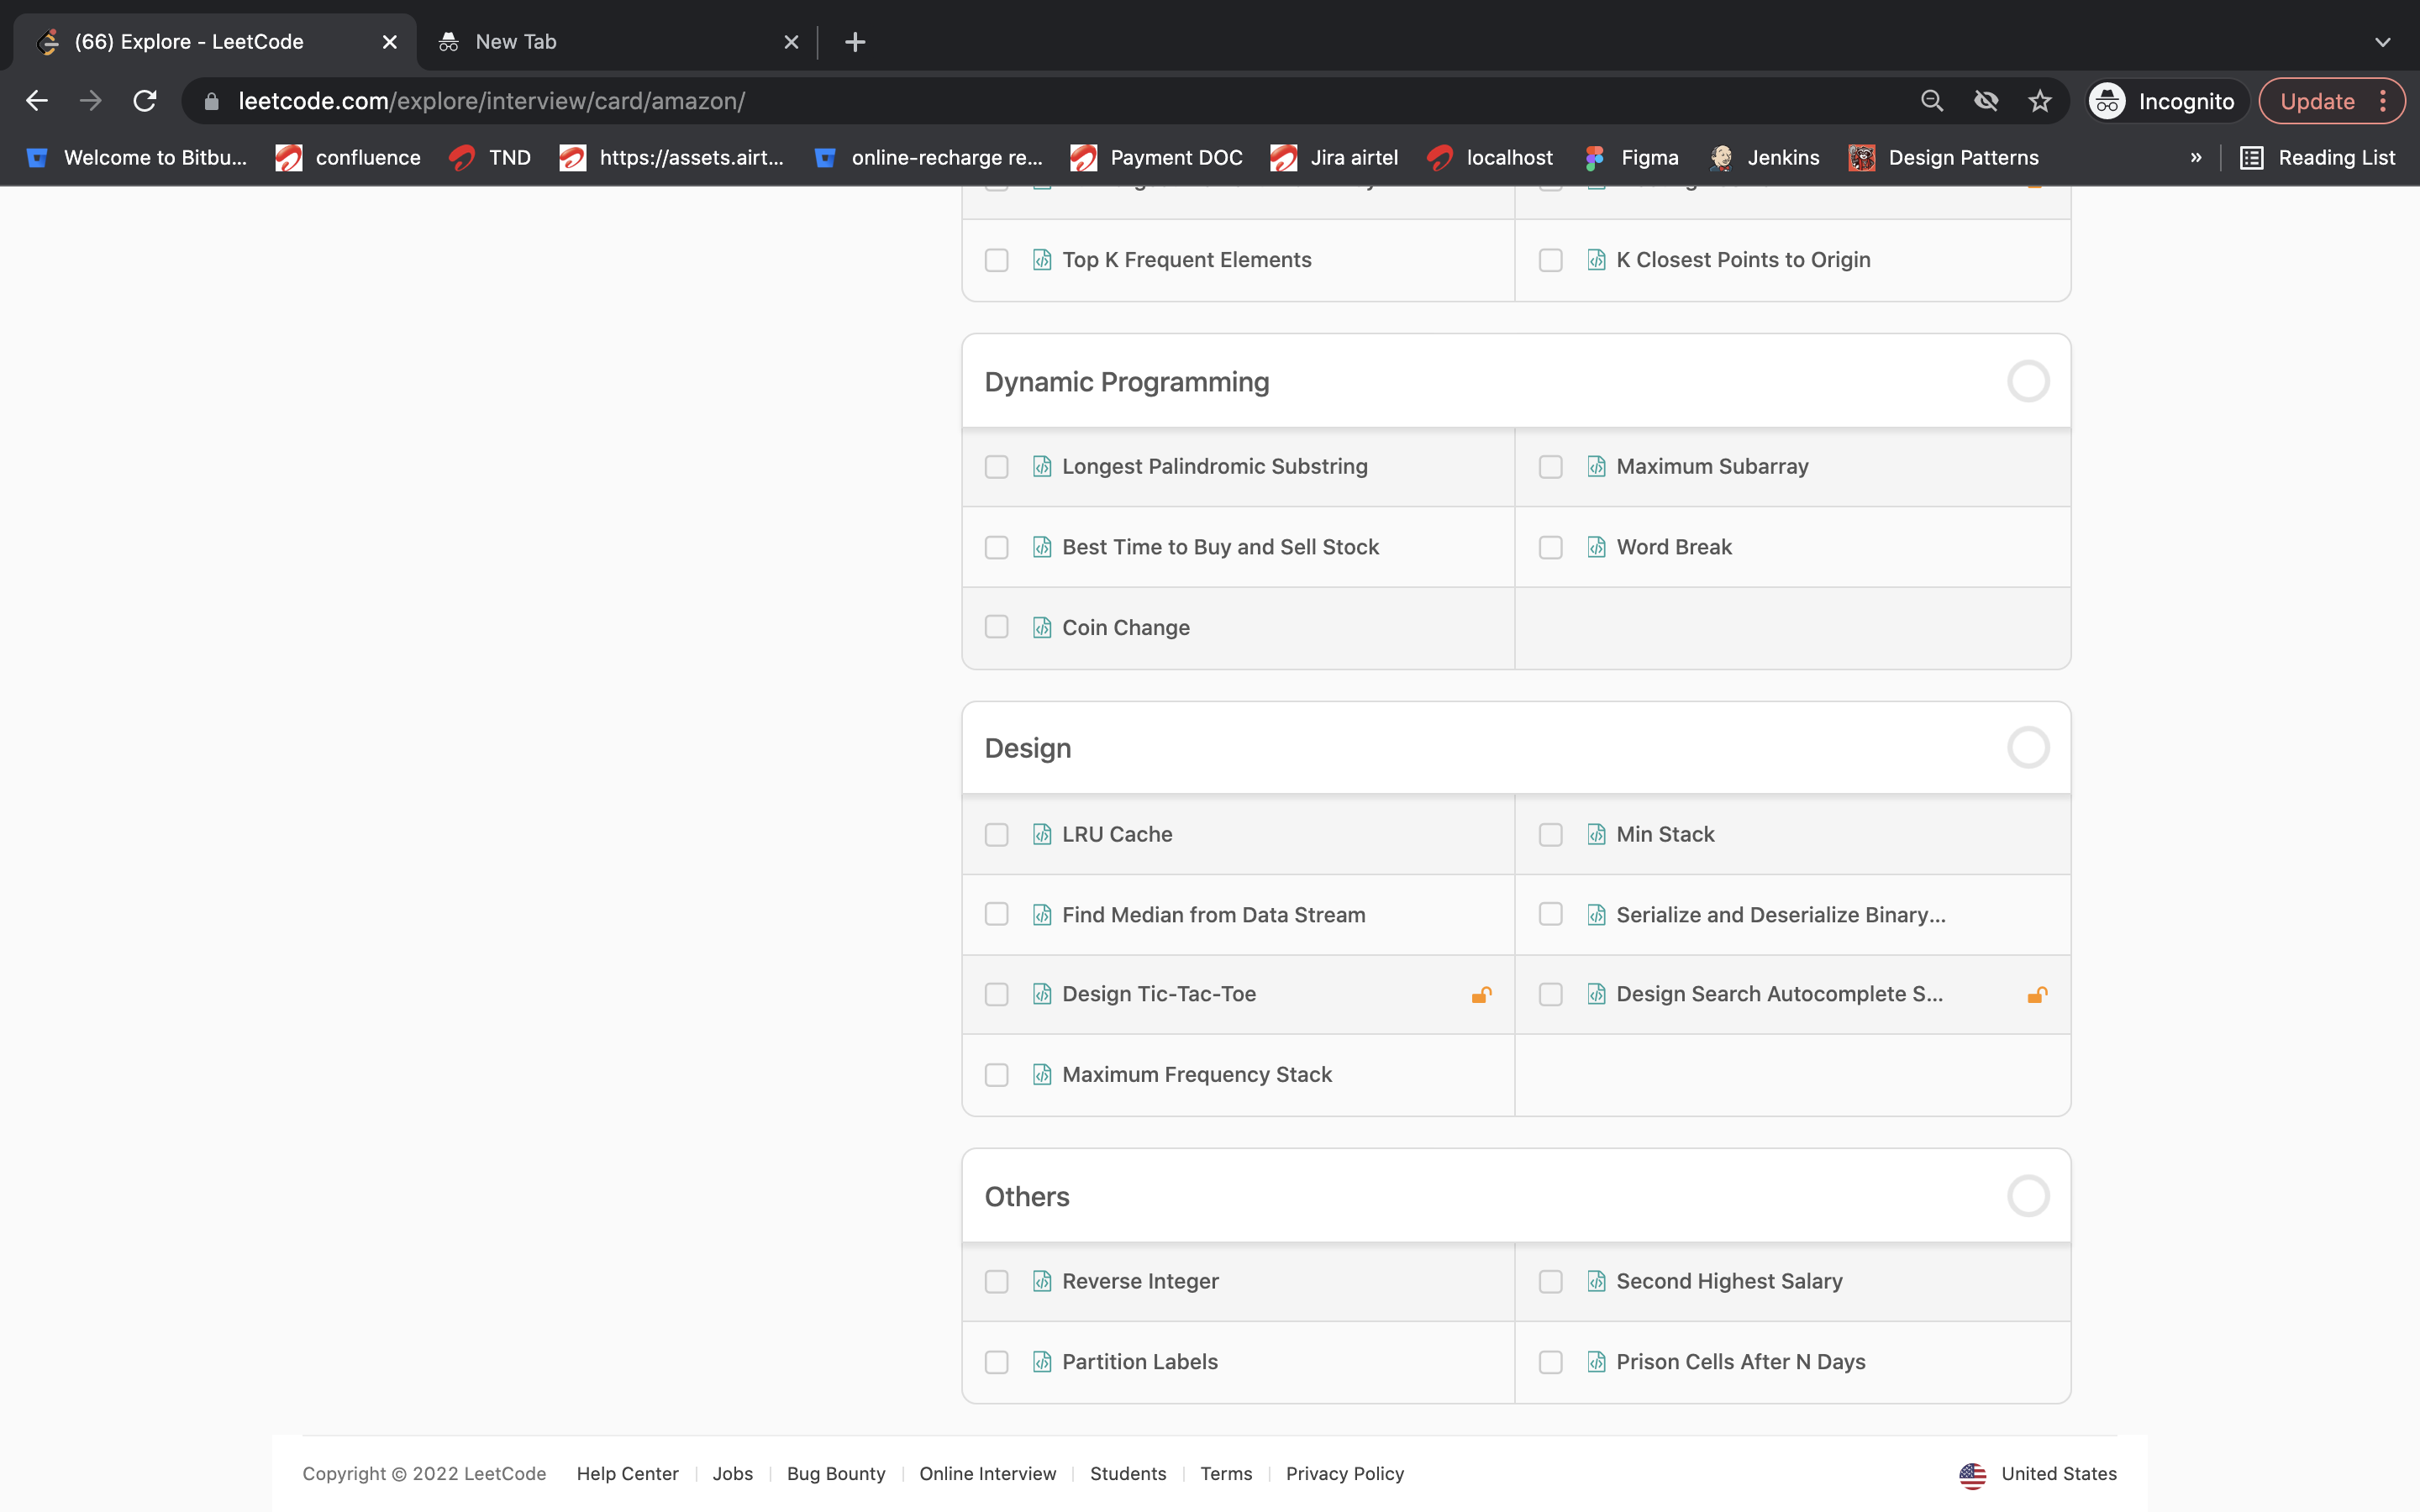 (66) Explore - LeetCode
New Tab
leetcode.com/explore/interview/card/amazon/
Incognito
Update
Welcome to Bitbu...
confluence
TND
https://assets.airt...
online-recharge re...
Payment DOC
Jira airtel
localhost
Figma
Jenkins
Design Patterns
»
Reading List
Top K Frequent Elements
K Closest Points to Origin
Dynamic Programming
Longest Palindromic Substring
Maximum Subarray
Best Time to Buy and Sell Stock
Word Break
Coin Change
Design
LRU Cache
Min Stack
Find Median from Data Stream
Serialize and Deserialize Binary...
Design Tic-Tac-Toe
Design Search Autocomplete S...
Maximum Frequency Stack
Others
Reverse Integer
Second Highest Salary
Partition Labels
Prison Cells After N Days
Copyright © 2022 LeetCode
Help Center
Jobs
Bug Bounty
Online Interview
Students
Terms
Privacy Policy
United States